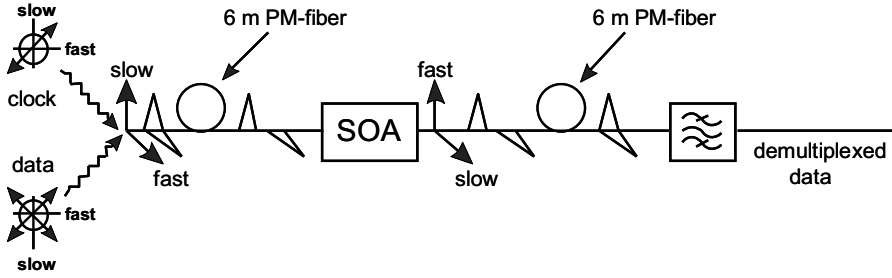 slow
fast
clock
data
fast
slow
slow
fast
6 m PM-fiber
SOA
fast
slow
6 m PM-fiber
demultiplexed
data